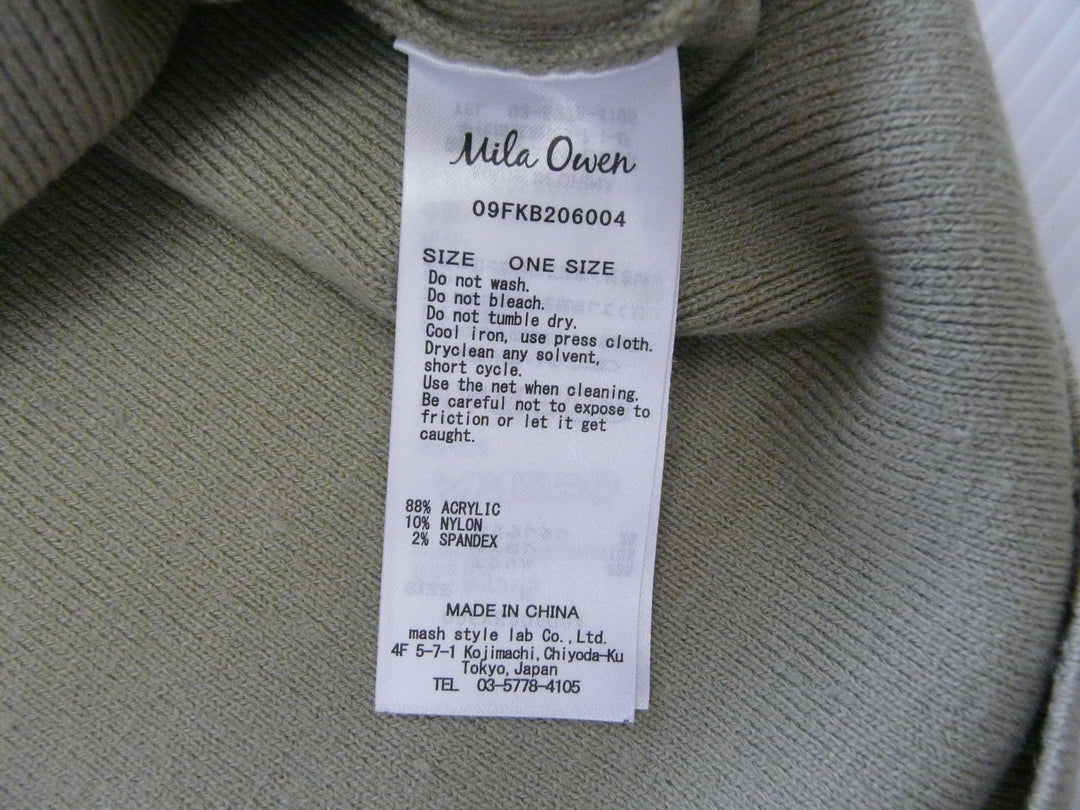 Mila Owen
09FKB206004
SIZE ONE SIZE
Do not wash.
Do not bleach.
Do not tumble dry.
Cool iron, use press cloth.
Dryclean any solvent,
short cycle.
Use the net when cleaning.
Be careful not to expose to
friction or let it get
caught.
88% ACRYLIC
10% NYLON
2% SPANDEX
MADE IN CHINA
mash style lab Co.,Ltd.
4F 5-7-1 Kojimachi,Chiyoda-Ku
Tokyo,Japan
TEL 03-5778-4105